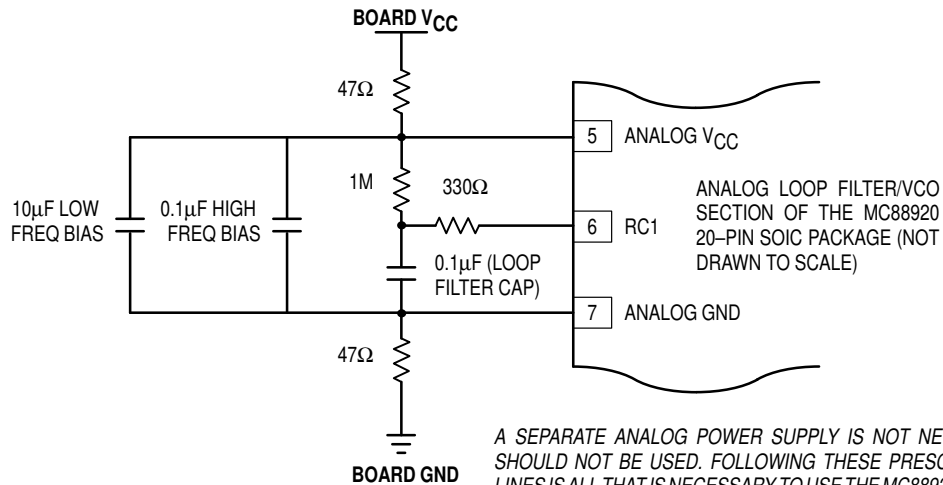 BOARD VCC
47Ω
5 ANALOG VCC
1M
330Ω
10μF LOW
FREQ BIAS
0.1μF HIGH
FREQ BIAS
6 RC1
ANALOG LOOP FILTER/VCO
SECTION OF THE MC88920
20–PIN SOIC PACKAGE (NOT
DRAWN TO SCALE)
0.1μF (LOOP
FILTER CAP)
7 ANALOG GND
47Ω
BOARD GND
A SEPARATE ANALOG POWER SUPPLY IS NOT NE
SHOULD NOT BE USED. FOLLOWING THESE PRESC
LINES IS ALL THAT IS NECESSARY TO USE THE MC8892